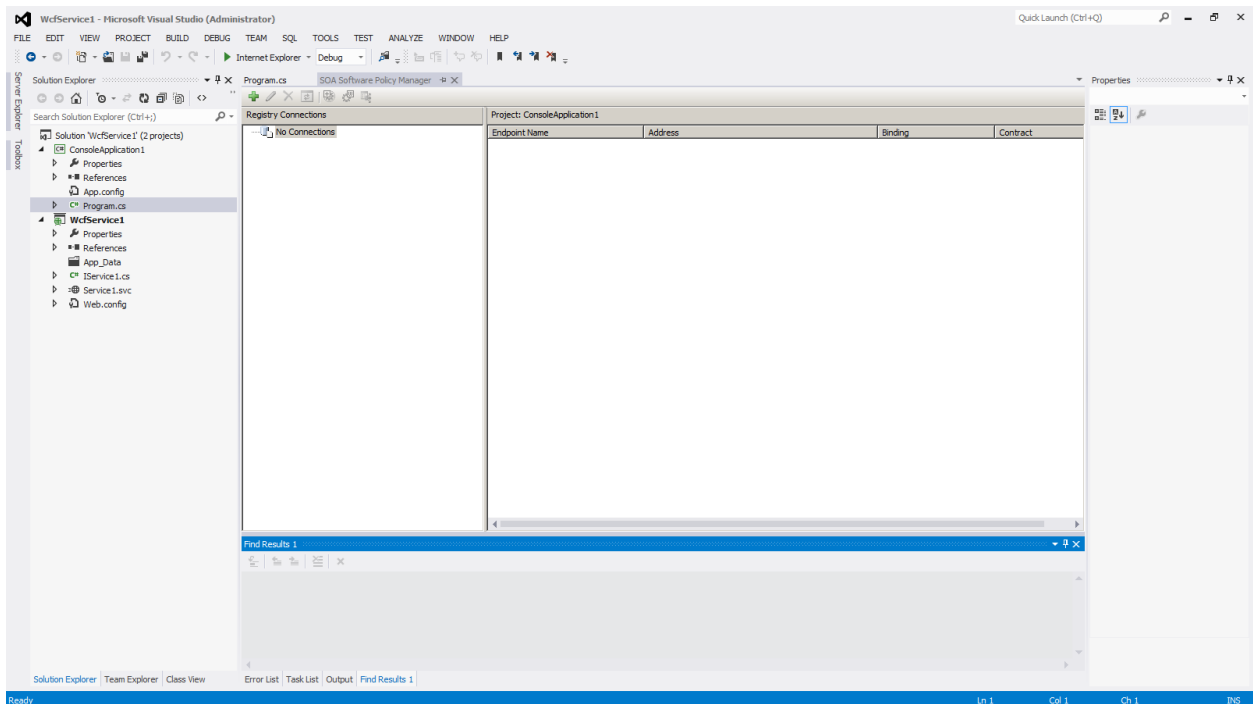 WcfService1 - Microsoft Visual Studio (Administrator)
Quick Launch (Ctrl+Q)
FILE EDIT VIEW PROJECT BUILD DEBUG TEAM SQL TOOLS TEST ANALYZE WINDOW HELP
Internet Explorer Debug
Server Explorer
Toolbox
Solution Explorer
Search Solution Explorer (Ctrl+;)
Solution 'WcfService1' (2 projects)
ConsoleApplication1
Properties
References
App.config
Program.cs
WcfService1
Properties
References
App_Data
IService1.cs
Service1.svc
Web.config
Solution Explorer Team Explorer Class View
Program.cs SOA Software Policy Manager
Registry Connections
No Connections
Project: ConsoleApplication1
Endpoint Name Address Binding Contract
Find Results 1
Error List Task List Output Find Results 1
Properties
Ready Ln 1 Col 1 Ch 1 INS